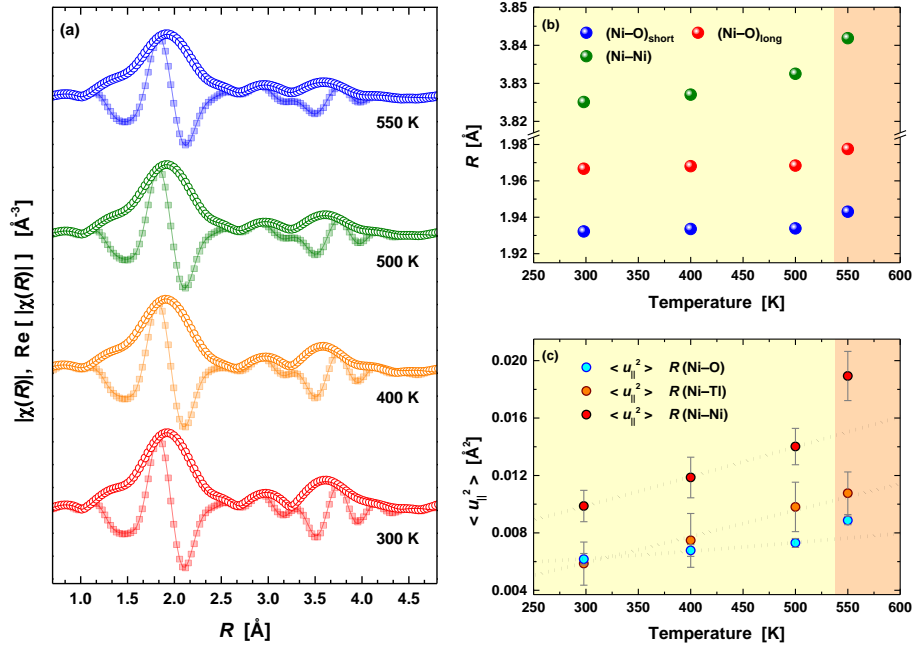 (a)
550 K
500 K
400 K
300 K
|χ(R)|, Re [ |χ(R)| ] [Å⁻³]
1.0 1.5 2.0 2.5 3.0 3.5 4.0 4.5
R [Å]
(b)
(Ni–O)short (Ni–O)long
(Ni–Ni)
3.85
3.84
3.83
3.82
1.98
1.96
1.94
1.92
R [Å]
250 300 350 400 450 500 550 600
Temperature [K]
(c)
< u||² > R (Ni–O)
< u||² > R (Ni–Tl)
< u||² > R (Ni–Ni)
0.020
0.016
0.012
0.008
0.004
< u||² > [Å²]
250 300 350 400 450 500 550 600
Temperature [K]